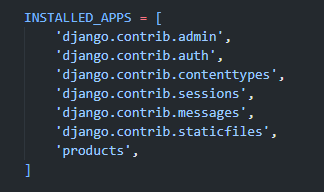 INSTALLED_APPS = [
    'django.contrib.admin',
    'django.contrib.auth',
    'django.contrib.contenttypes',
    'django.contrib.sessions',
    'django.contrib.messages',
    'django.contrib.staticfiles',
    'products',
]